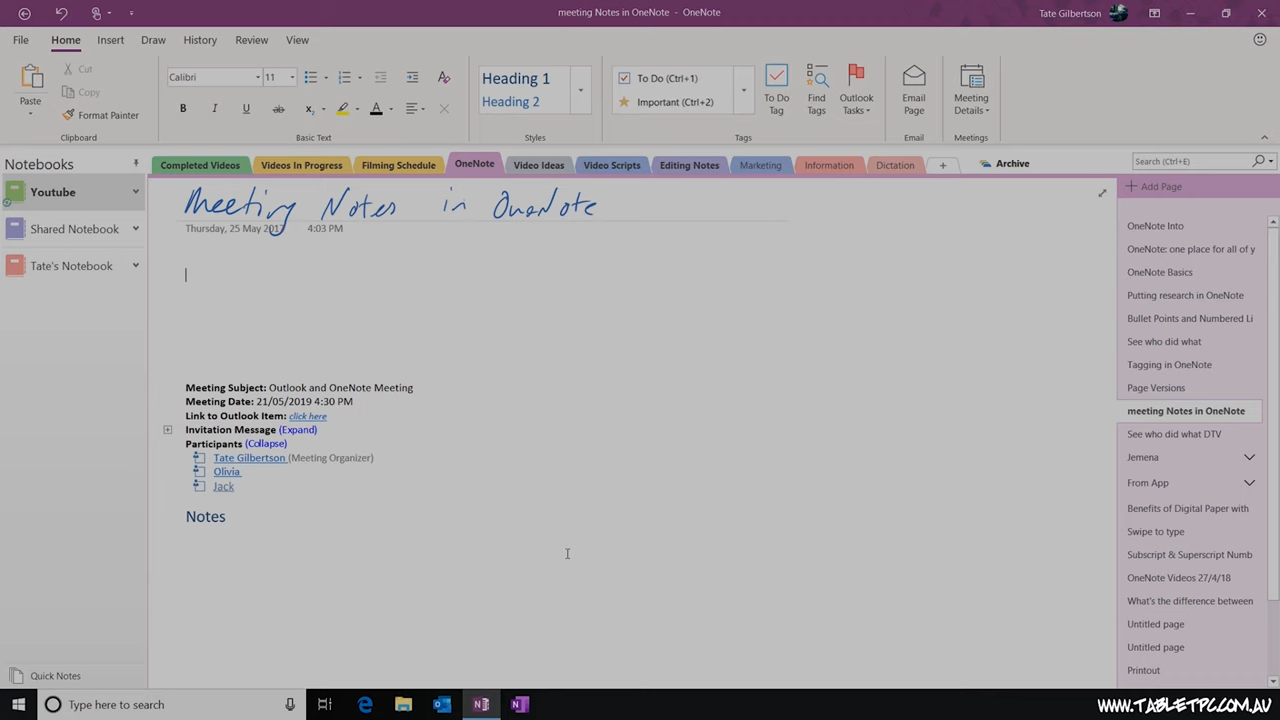 meeting Notes in OneNote - OneNote
Tate Gilbertson
File Home Insert Draw History Review View
Paste
Cut
Copy
Format Painter
Clipboard
Calibri 11
B I U ab x A
Basic Text
Heading 1
Heading 2
Styles
To Do (Ctrl+1)
Important (Ctrl+2)
To Do
Tag
Find
Tags
Outlook
Tasks
Tags
Email
Page
Email
Meeting
Details
Meetings
Notebooks
Completed Videos Videos In Progress Filming Schedule OneNote Video Ideas Video Scripts Editing Notes Marketing Information Dictation + Archive
Search (Ctrl+E)
Youtube
Shared Notebook
Tate's Notebook
Quick Notes
Meeting Notes in OneNote
Thursday, 25 May 2017 4:03 PM
Meeting Subject: Outlook and OneNote Meeting
Meeting Date: 21/05/2019 4:30 PM
Link to Outlook Item: click here
Invitation Message (Expand)
Participants (Collapse)
Tate Gilbertson (Meeting Organizer)
Olivia
Jack
Notes
Add Page
OneNote Into
OneNote: one place for all of y
OneNote Basics
Putting research in OneNote
Bullet Points and Numbered Li
See who did what
Tagging in OneNote
Page Versions
meeting Notes in OneNote
See who did what DTV
Jemena
From App
Benefits of Digital Paper with
Swipe to type
Subscript & Superscript Numb
OneNote Videos 27/4/18
What's the difference between
Untitled page
Untitled page
Printout
Type here to search
WWW.TABLETPC.COM.AU